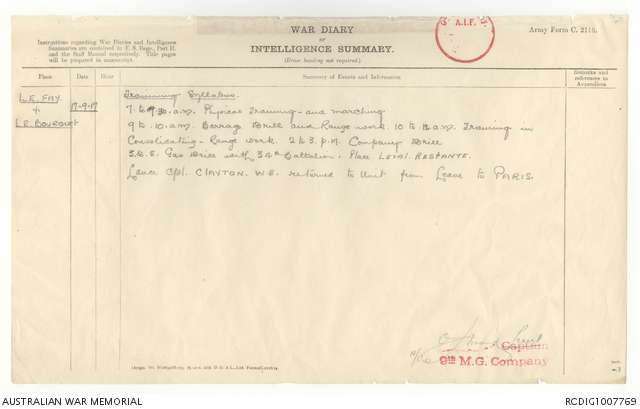 WAR DIARY
or
INTELLIGENCE SUMMARY.
(Erase heading not required.)
Army Form C. 2118.
A.I.F.
Instructions regarding War Diaries and Intelligence
Summaries are contained in F. S. Regs., Part II.
and the Staff Manual respectively. Title pages
will be prepared in manuscript.
Place Date Hour Summary of Events and Information Remarks and references to Appendices
LE. FAY
+
LE. BOURDUET
17-9-17
Training Syllabus.
7 to 7.30. a.m. Physical Training and marching
9 to 10. a.m. Barrage Drill and Range work. 10 to 12 a.m. Training in
Consolidating. Range work. 2 to 3. P.M. Company Drill
3 to 5. Gas Drill with 34th Battalion. Place
Lance Cpl. CLAYTON. W.E. returned to Unit from Leave to PARIS.
Captain
9th M.G. Company
AUSTRALIAN WAR MEMORIAL
RCDIG1007769